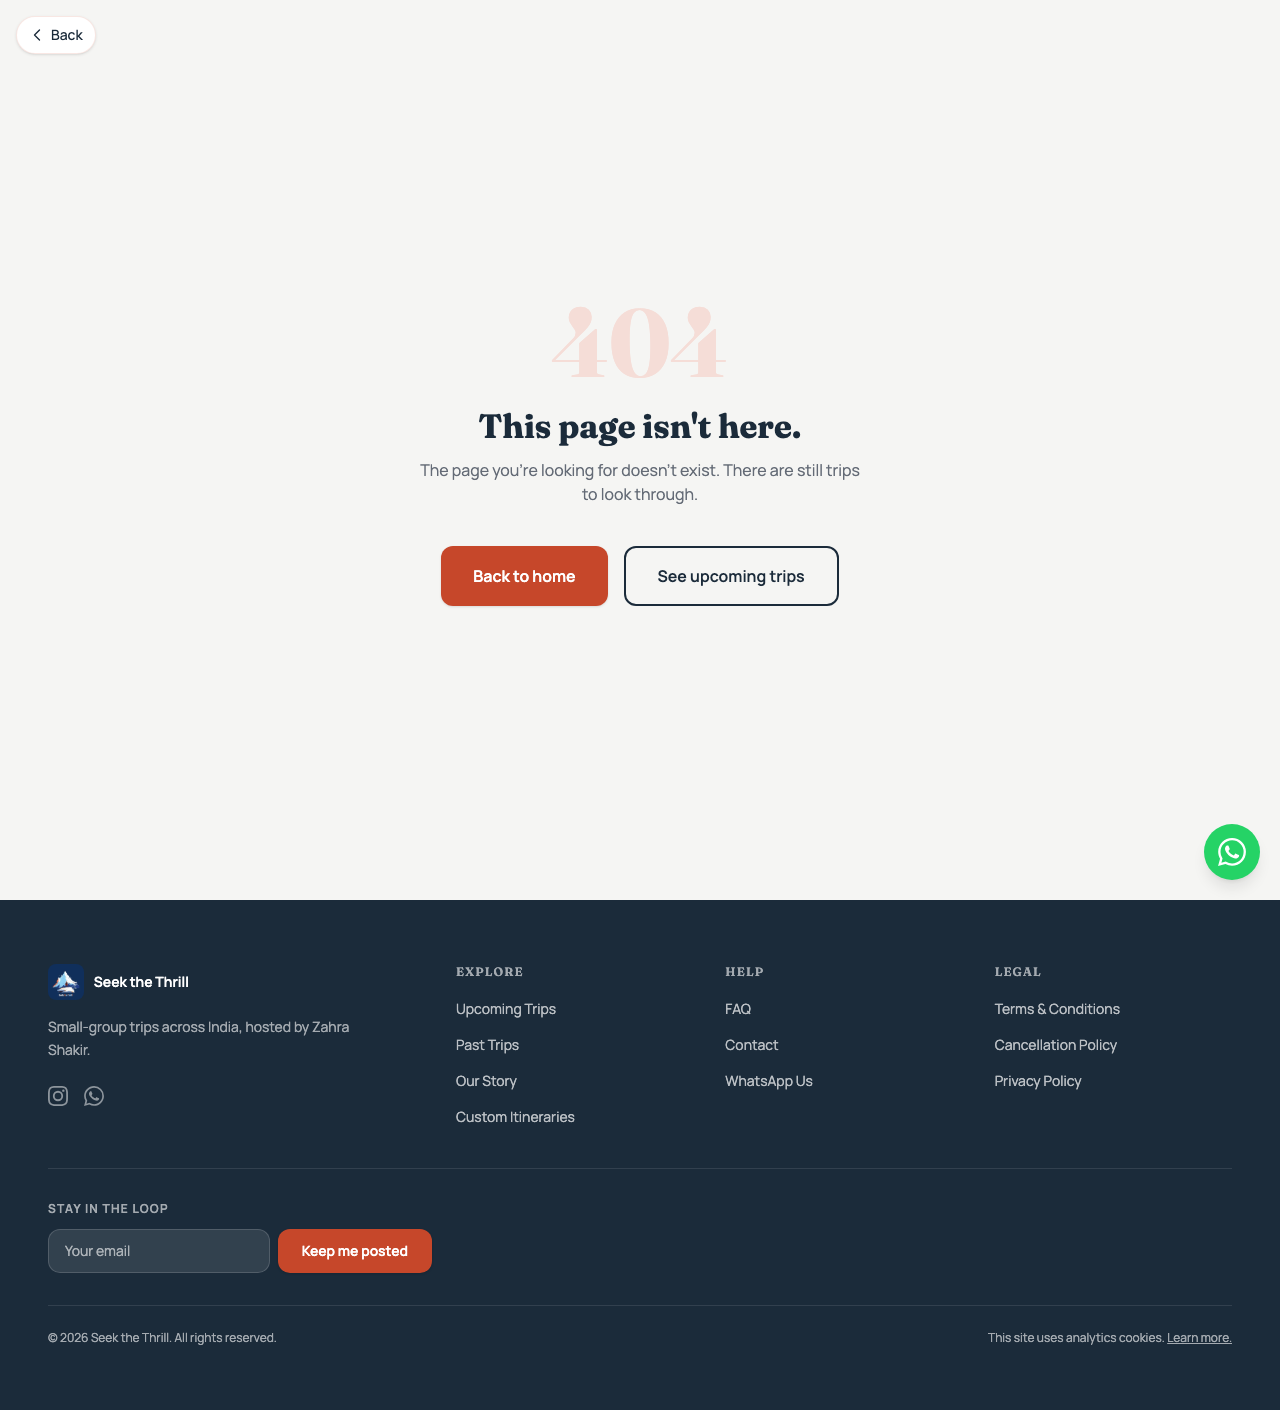 Back
404
This page isn't here.
The page you're looking for doesn't exist. There are still trips
to look through.
Back to home
See upcoming trips
Seek the Thrill
Small-group trips across India, hosted by Zahra
Shakir.
EXPLORE
Upcoming Trips
Past Trips
Our Story
Custom Itineraries
HELP
FAQ
Contact
WhatsApp Us
LEGAL
Terms & Conditions
Cancellation Policy
Privacy Policy
STAY IN THE LOOP
Your email
Keep me posted
© 2026 Seek the Thrill. All rights reserved.
This site uses analytics cookies. Learn more.